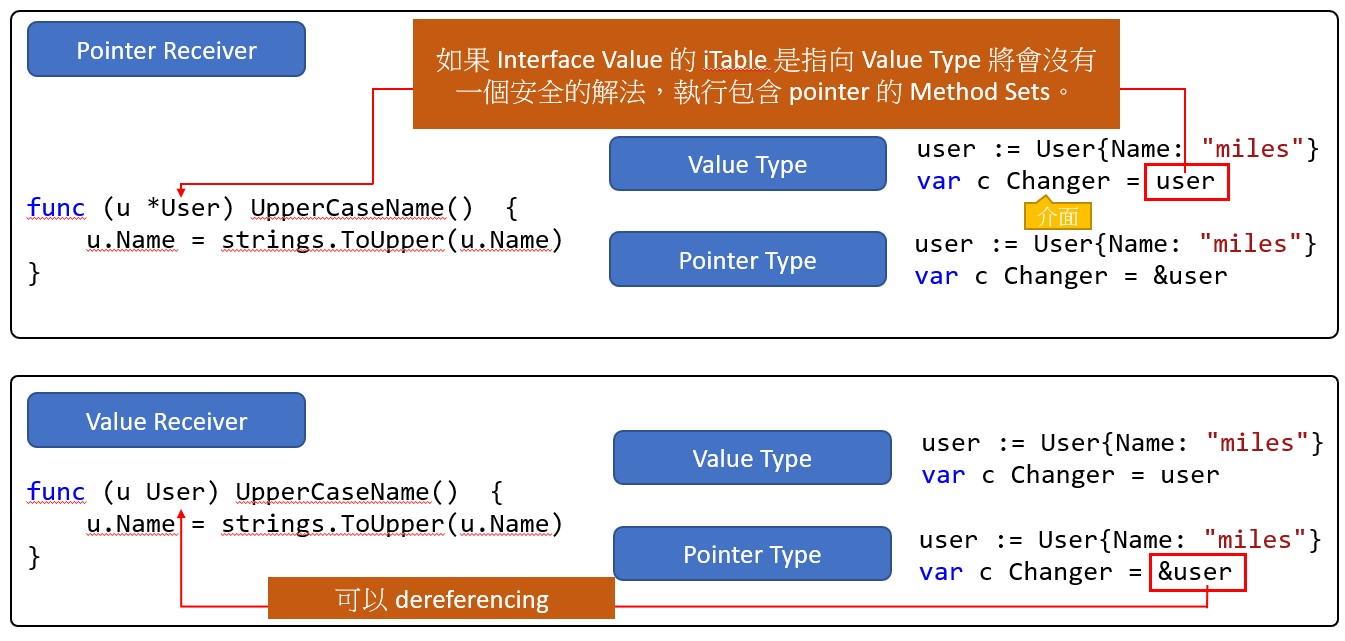 Pointer Receiver
如果 Interface Value 的 iTable 是指向 Value Type 將會沒有
一個安全的解法，執行包含 pointer 的 Method Sets。
Value Type
user := User{Name: "miles"}
var c Changer = user
介面
func (u *User) UpperCaseName()  {
    u.Name = strings.ToUpper(u.Name)
}
Pointer Type
user := User{Name: "miles"}
var c Changer = &user
Value Receiver
Value Type
user := User{Name: "miles"}
var c Changer = user
func (u User) UpperCaseName()  {
    u.Name = strings.ToUpper(u.Name)
}
Pointer Type
user := User{Name: "miles"}
var c Changer = &user
可以 dereferencing